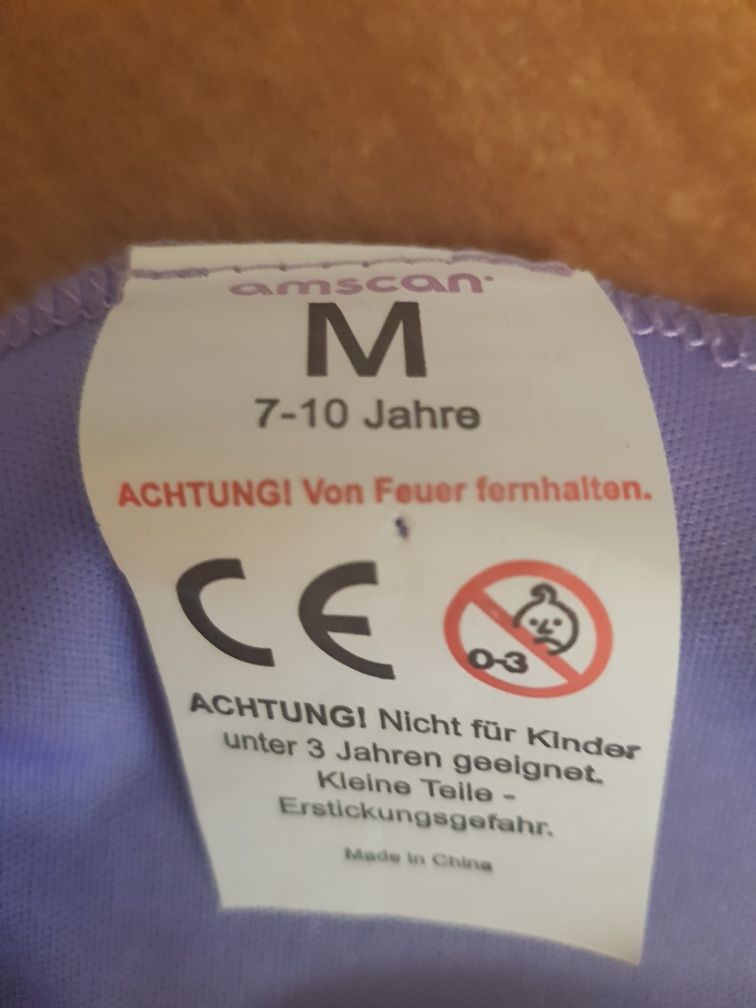 amscan
M
7-10 Jahre
ACHTUNG! Von Feuer fernhalten.
CE
0-3
ACHTUNG! Nicht für Kinder
unter 3 Jahren geeignet.
Kleine Teile -
Erstickungsgefahr.
Made in China